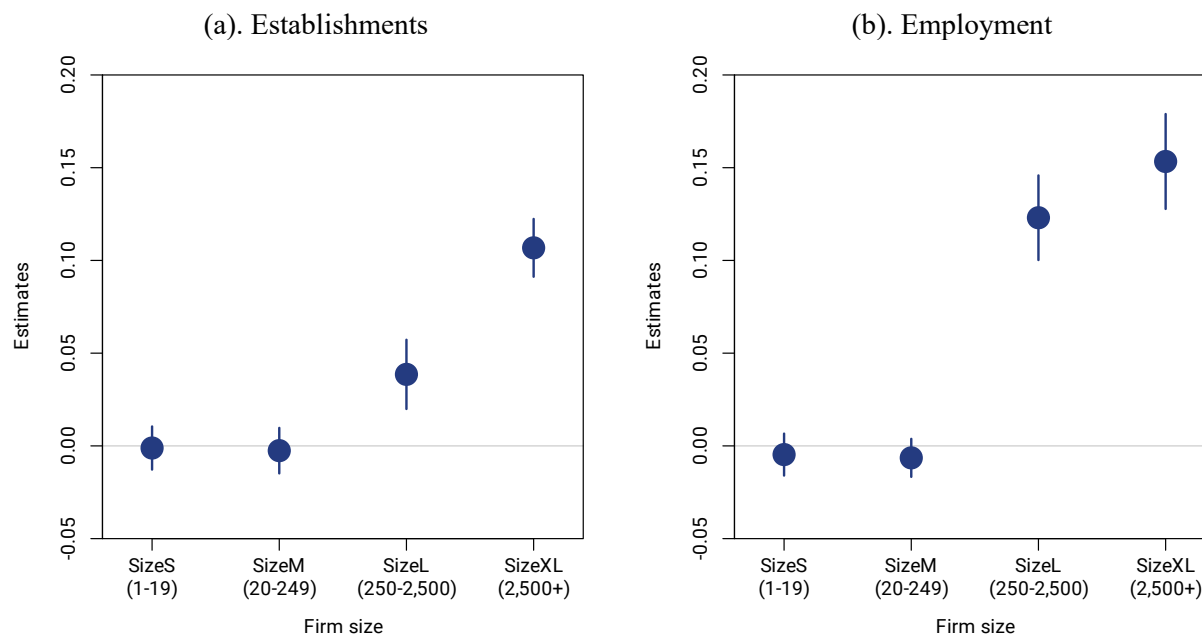 (a). Establishments
Estimates
0.20
0.15
0.10
0.05
0.00
-0.05
SizeS SizeM SizeL SizeXL
(1-19) (20-249) (250-2,500) (2,500+)
Firm size
(b). Employment
Estimates
0.20
0.15
0.10
0.05
0.00
-0.05
SizeS SizeM SizeL SizeXL
(1-19) (20-249) (250-2,500) (2,500+)
Firm size